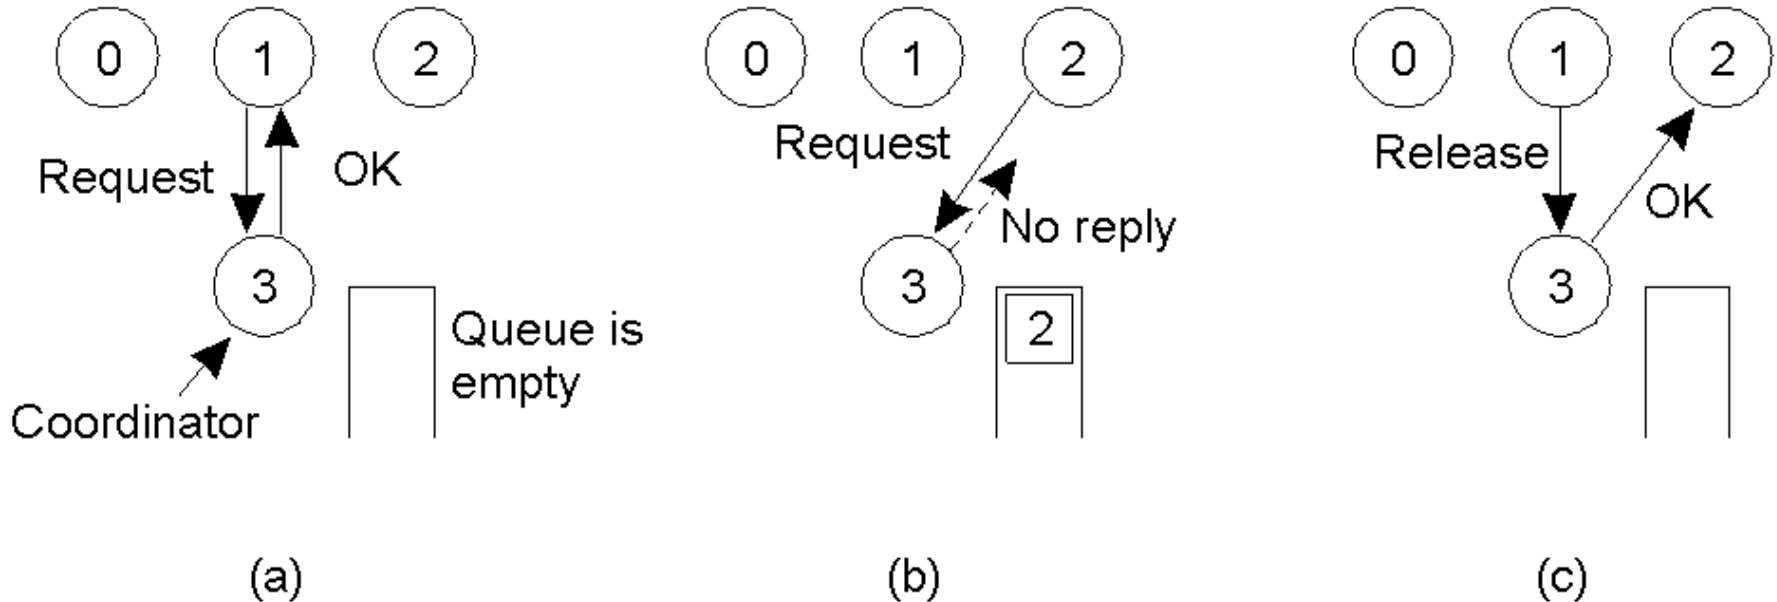 0 1 2
Request OK
3
Queue is
empty
Coordinator
(a)
0 1 2
Request
No reply
3
2
(b)
0 1 2
Release
OK
3
(c)